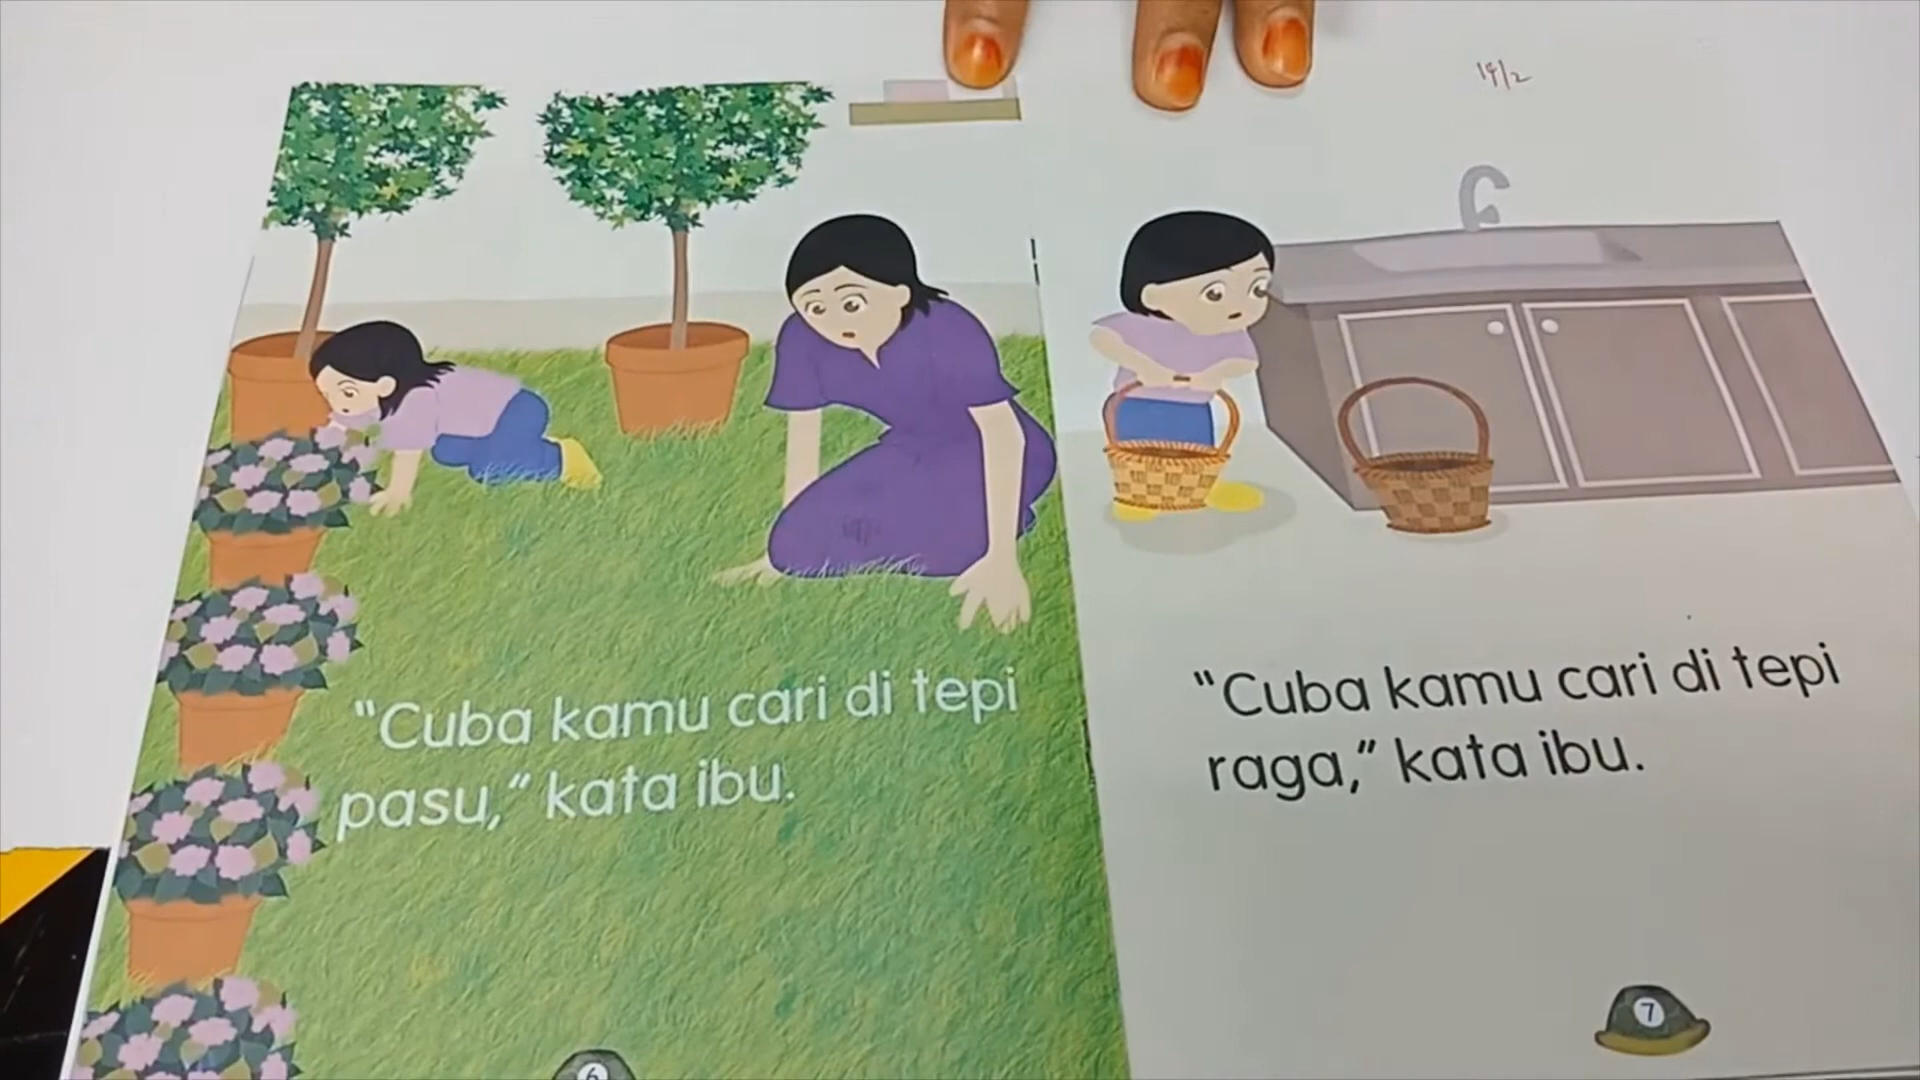 "Cuba kamu cari di tepi
pasu," kata ibu.
6
14/2
"Cuba kamu cari di tepi
raga," kata ibu.
7